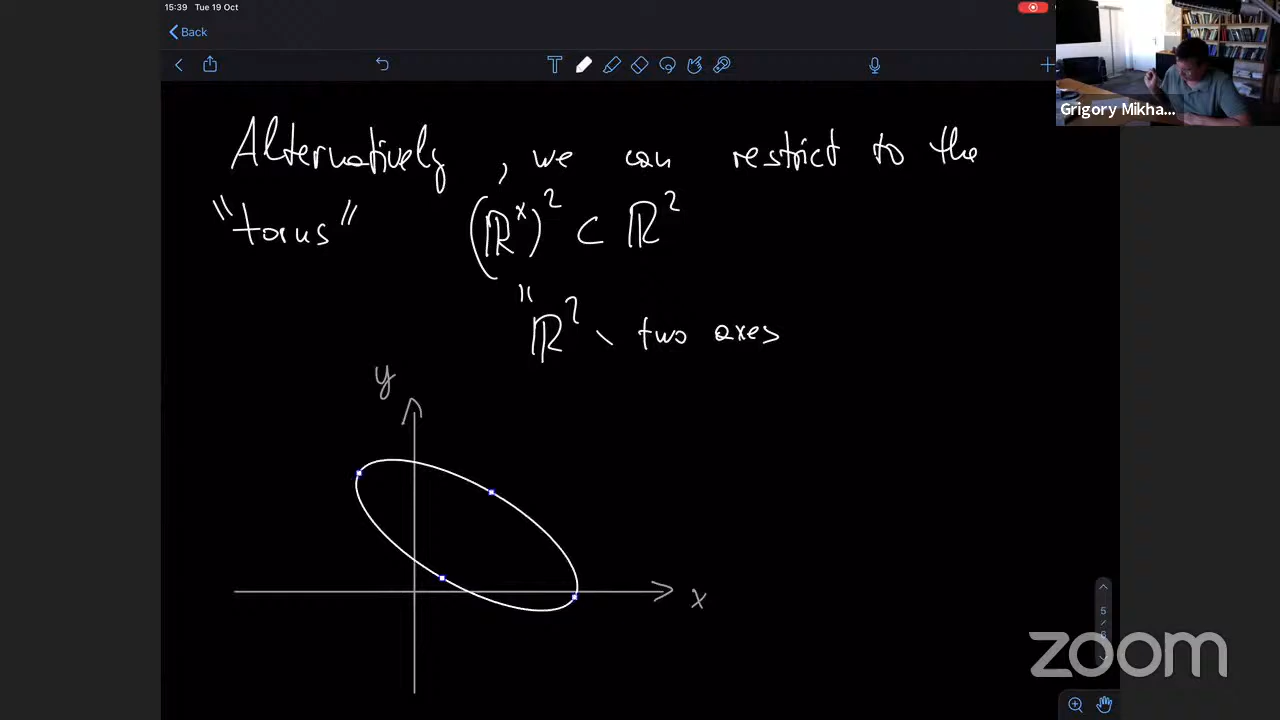 15:39 Tue 19 Oct
Back
T
Grigory Mikha...
Alternatively, we can restrict to the
"torus" (ℝ^×)^2 ⊂ ℝ^2
"
ℝ^2 ∖ two axes
y
x
5
/
zoom